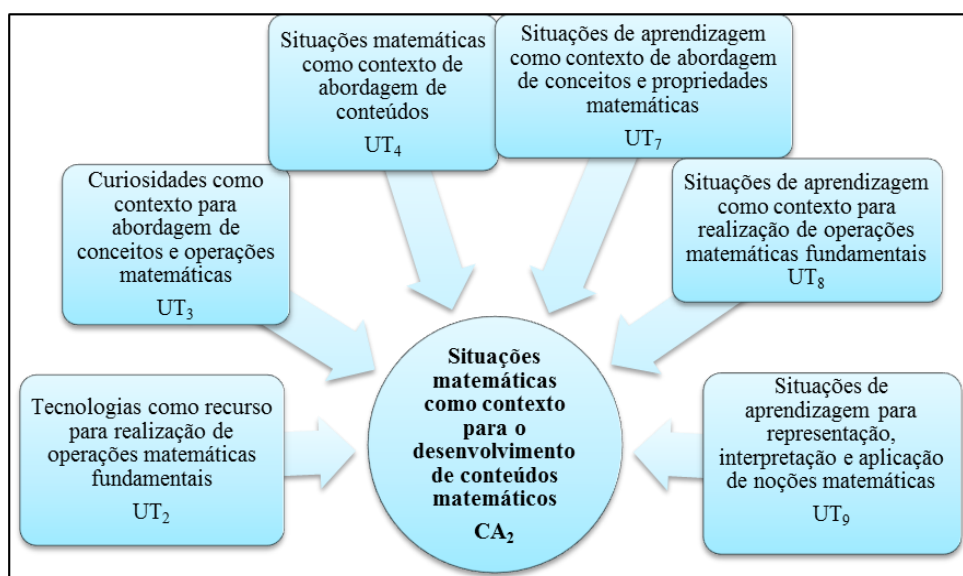 Situações matemáticas
como contexto de
abordagem de
conteúdos
UT4
Situações de aprendizagem
como contexto de abordagem
de conceitos e propriedades
matemáticas
UT7
Curiosidades como
contexto para
abordagem de
conceitos e operações
matemáticas
UT3
Situações de aprendizagem
como contexto para
realização de operações
matemáticas fundamentais
UT8
Tecnologias como recurso
para realização de
operações matemáticas
fundamentais
UT2
Situações
matemáticas
como contexto
para o
desenvolvimento
de conteúdos
matemáticos
CA2
Situações de
aprendizagem para
representação,
interpretação e aplicação
de noções matemáticas
UT9